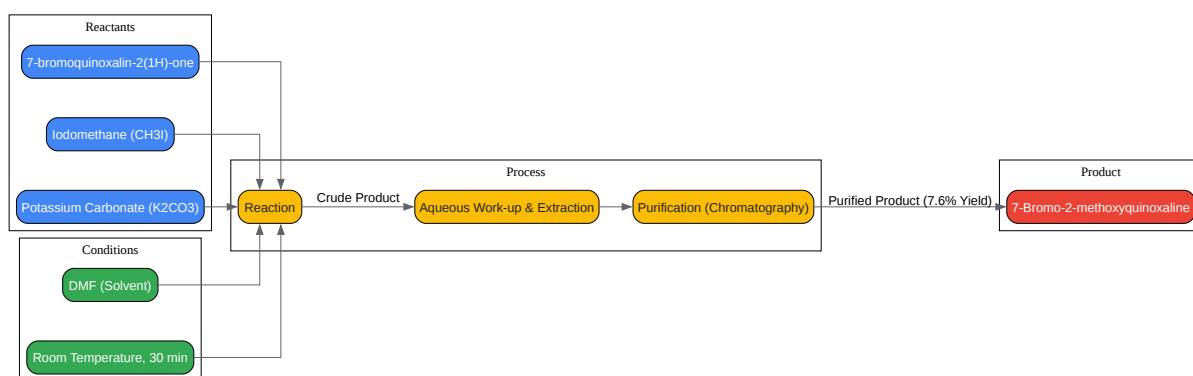 Reactants
7-bromoquinoxalin-2(1H)-one
Iodomethane (CH3I)
Potassium Carbonate (K2CO3)
Conditions
DMF (Solvent)
Room Temperature, 30 min
Process
Reaction
Crude Product
Aqueous Work-up & Extraction
Purification (Chromatography)
Purified Product (7.6% Yield)
Product
7-Bromo-2-methoxyquinoxaline